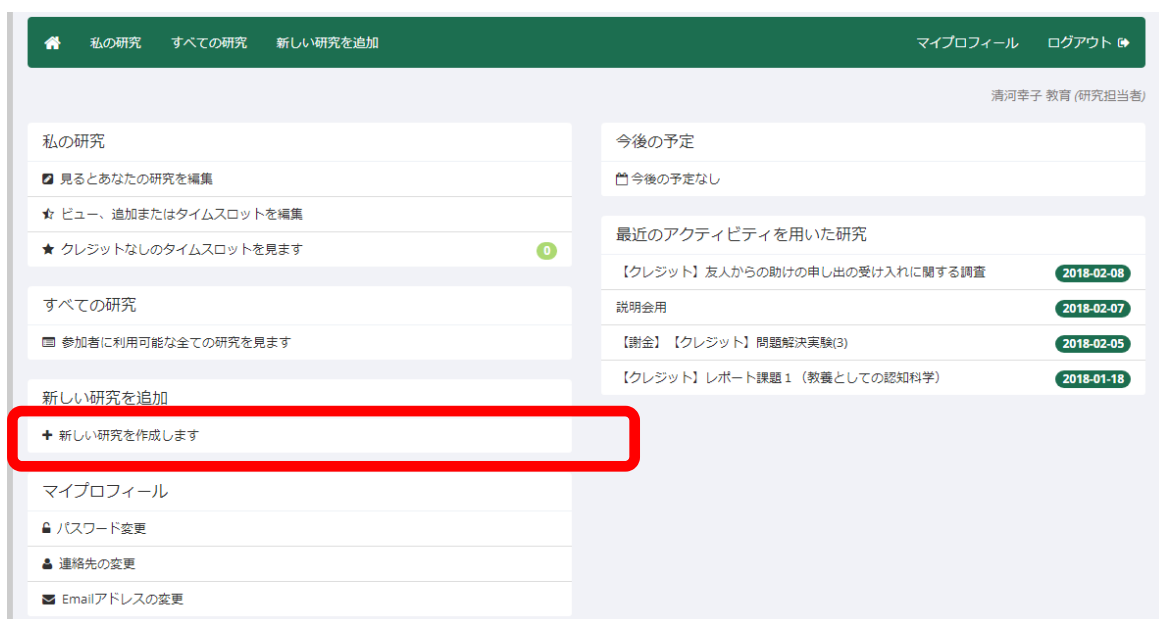 私の研究 すべての研究 新しい研究を追加 マイプロフィール ログアウト
清河幸子 教育 (研究担当者)
私の研究
見るとあなたの研究を編集
ビュー、追加またはタイムスロットを編集
クレジットなしのタイムスロットを見ます 0
すべての研究
参加者に利用可能な全ての研究を見ます
新しい研究を追加
新しい研究を作成します
マイプロフィール
パスワード変更
連絡先の変更
Emailアドレスの変更
今後の予定
今後の予定なし
最近のアクティビティを用いた研究
【クレジット】友人からの助けの申し出の受け入れに関する調査 2018-02-08
説明会用 2018-02-07
【謝金】【クレジット】問題解決実験(3) 2018-02-05
【クレジット】レポート課題１（教養としての認知科学） 2018-01-18